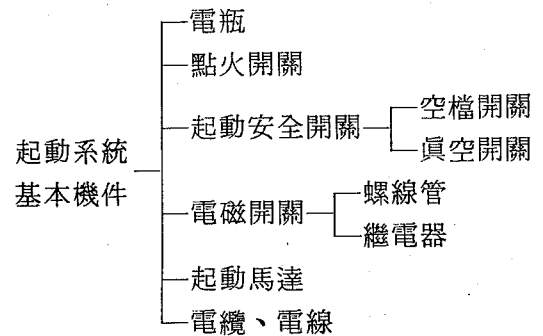 起動系統
基本機件
電瓶
點火開關
起動安全開關
空檔開關
眞空開關
電磁開關
螺線管
繼電器
起動馬達
電纜、電線